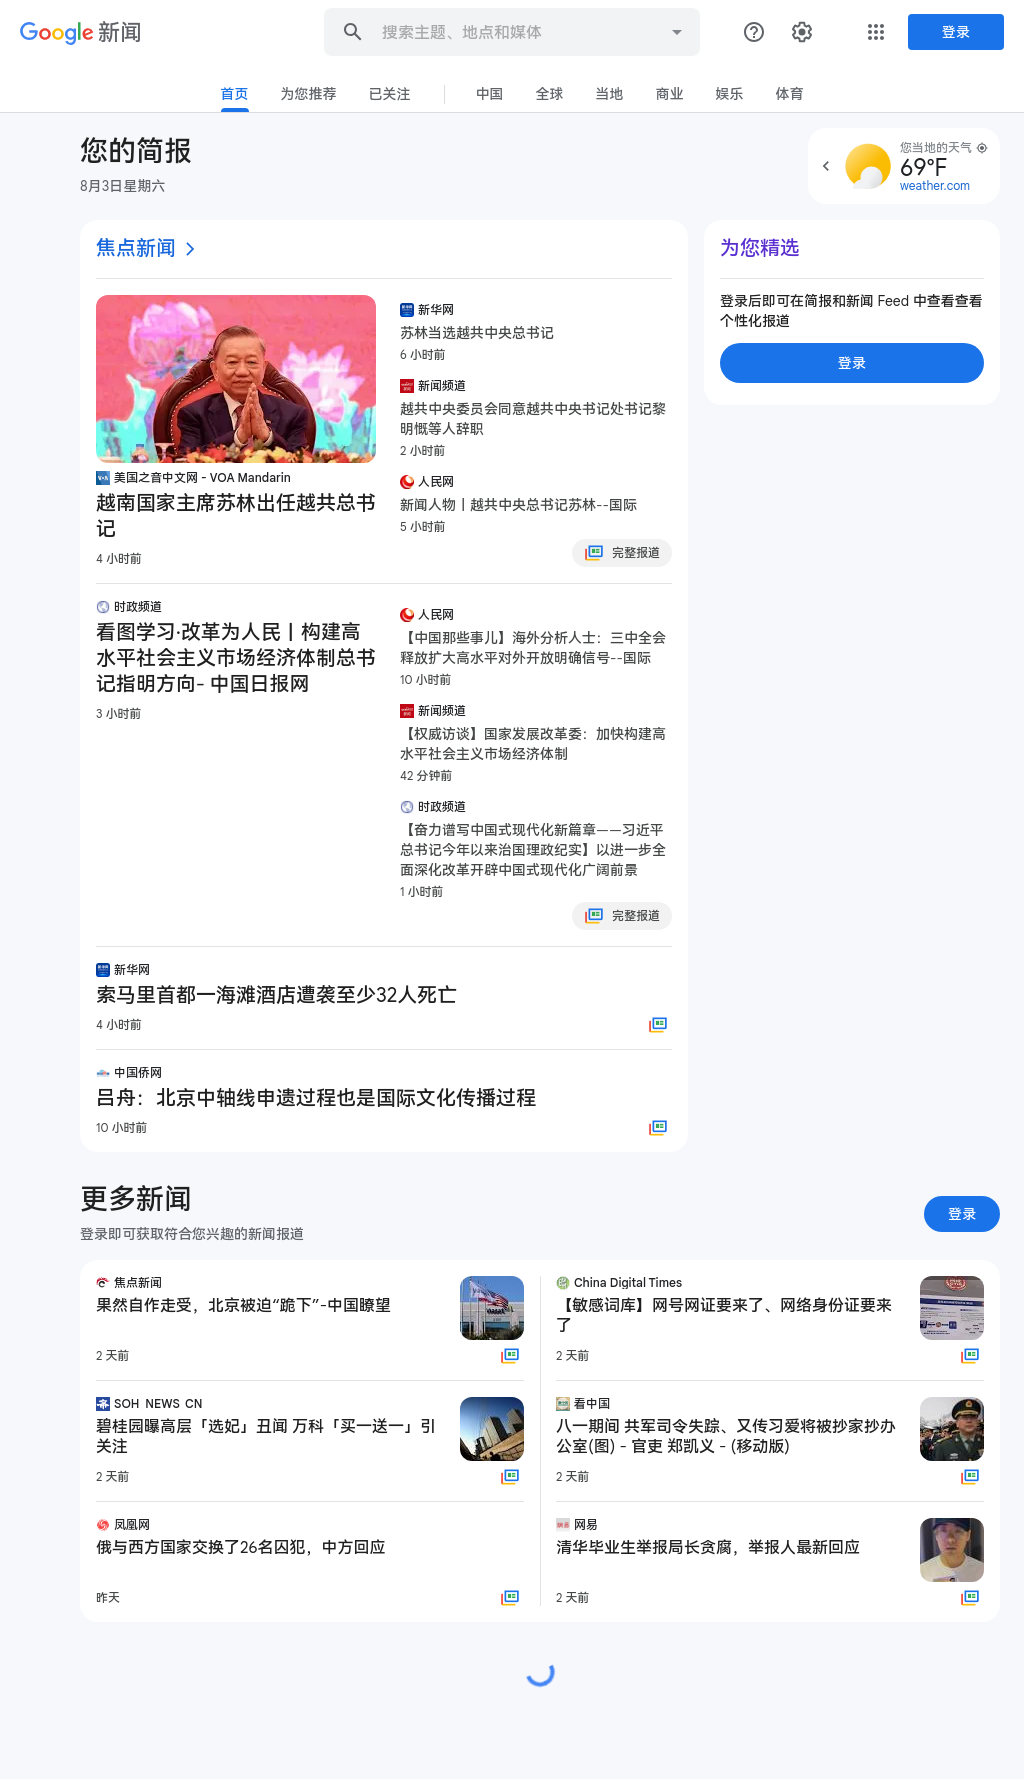 Google 新闻
搜索主题、地点和媒体
登录
首页
为您推荐
已关注
中国
全球
当地
商业
娱乐
体育
您的简报
8月3日星期六
您当地的天气
69°F
weather.com
焦点新闻
美国之音中文网 - VOA Mandarin
越南国家主席苏林出任越共总书
记
4 小时前
新华网
苏林当选越共中央总书记
6 小时前
新闻频道
越共中央委员会同意越共中央书记处书记黎
明慨等人辞职
2 小时前
人民网
新闻人物丨越共中央总书记苏林--国际
5 小时前
完整报道
时政频道
看图学习·改革为人民丨构建高
水平社会主义市场经济体制总书
记指明方向- 中国日报网
3 小时前
人民网
【中国那些事儿】海外分析人士：三中全会
释放扩大高水平对外开放明确信号--国际
10 小时前
新闻频道
【权威访谈】国家发展改革委：加快构建高
水平社会主义市场经济体制
42 分钟前
时政频道
【奋力谱写中国式现代化新篇章——习近平
总书记今年以来治国理政纪实】以进一步全
面深化改革开辟中国式现代化广阔前景
1 小时前
完整报道
新华网
索马里首都一海滩酒店遭袭至少32人死亡
4 小时前
中国侨网
吕舟：北京中轴线申遗过程也是国际文化传播过程
10 小时前
为您精选
登录后即可在简报和新闻 Feed 中查看查看
个性化报道
登录
更多新闻
登录即可获取符合您兴趣的新闻报道
登录
焦点新闻
果然自作走受，北京被迫“跪下”-中国瞭望
2 天前
China Digital Times
【敏感词库】网号网证要来了、网络身份证要来
了
2 天前
SOH_NEWS_CN
碧桂园曝高层「选妃」丑闻 万科「买一送一」引
关注
2 天前
看中国
八一期间 共军司令失踪、又传习爱将被抄家抄办
公室(图) - 官吏 郑凯义 - (移动版)
2 天前
凤凰网
俄与西方国家交换了26名囚犯，中方回应
昨天
网易
清华毕业生举报局长贪腐，举报人最新回应
2 天前